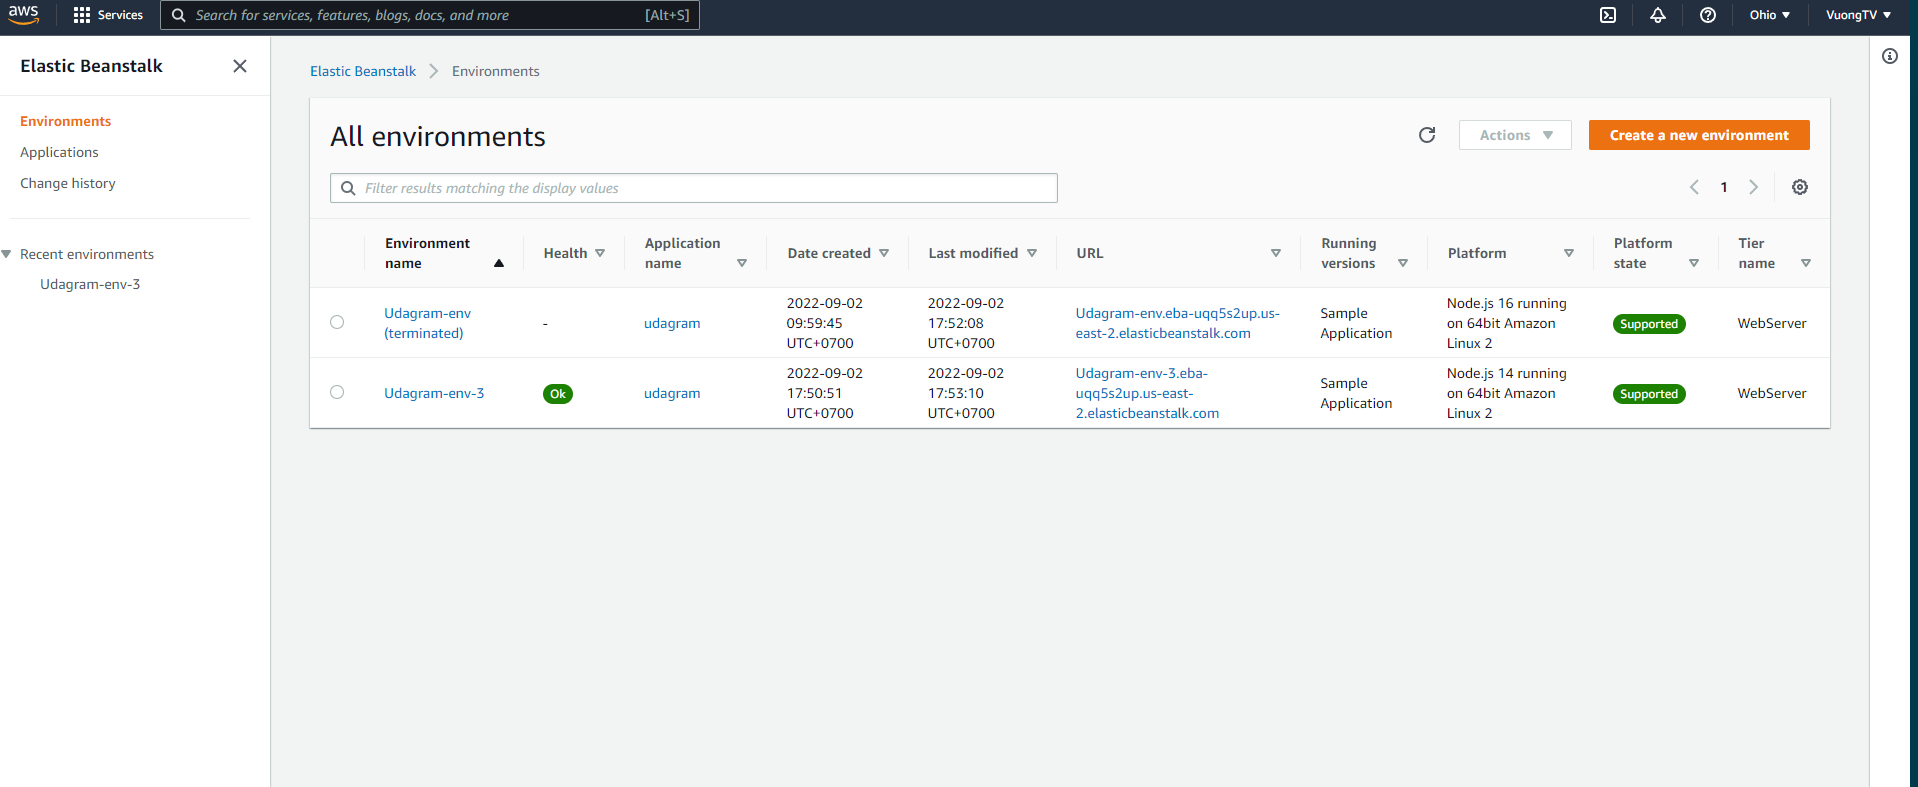 aws
Services
Search for services, features, blogs, docs, and more
[Alt+S]
Ohio
VuongTV
Elastic Beanstalk
Environments
Applications
Change history
Recent environments
Udagram-env-3
Elastic Beanstalk
Environments
All environments
Actions
Create a new environment
Filter results matching the display values
1
Environment
name
Health
Application
name
Date created
Last modified
URL
Running
versions
Platform
Platform
state
Tier
name
Udagram-env
(terminated)
-
udagram
2022-09-02
09:59:45
UTC+0700
2022-09-02
17:52:08
UTC+0700
Udagram-env.eba-uqq5s2up.us-
east-2.elasticbeanstalk.com
Sample
Application
Node.js 16 running
on 64bit Amazon
Linux 2
Supported
WebServer
Udagram-env-3
Ok
udagram
2022-09-02
17:50:51
UTC+0700
2022-09-02
17:53:10
UTC+0700
Udagram-env-3.eba-
uqq5s2up.us-east-
2.elasticbeanstalk.com
Sample
Application
Node.js 14 running
on 64bit Amazon
Linux 2
Supported
WebServer